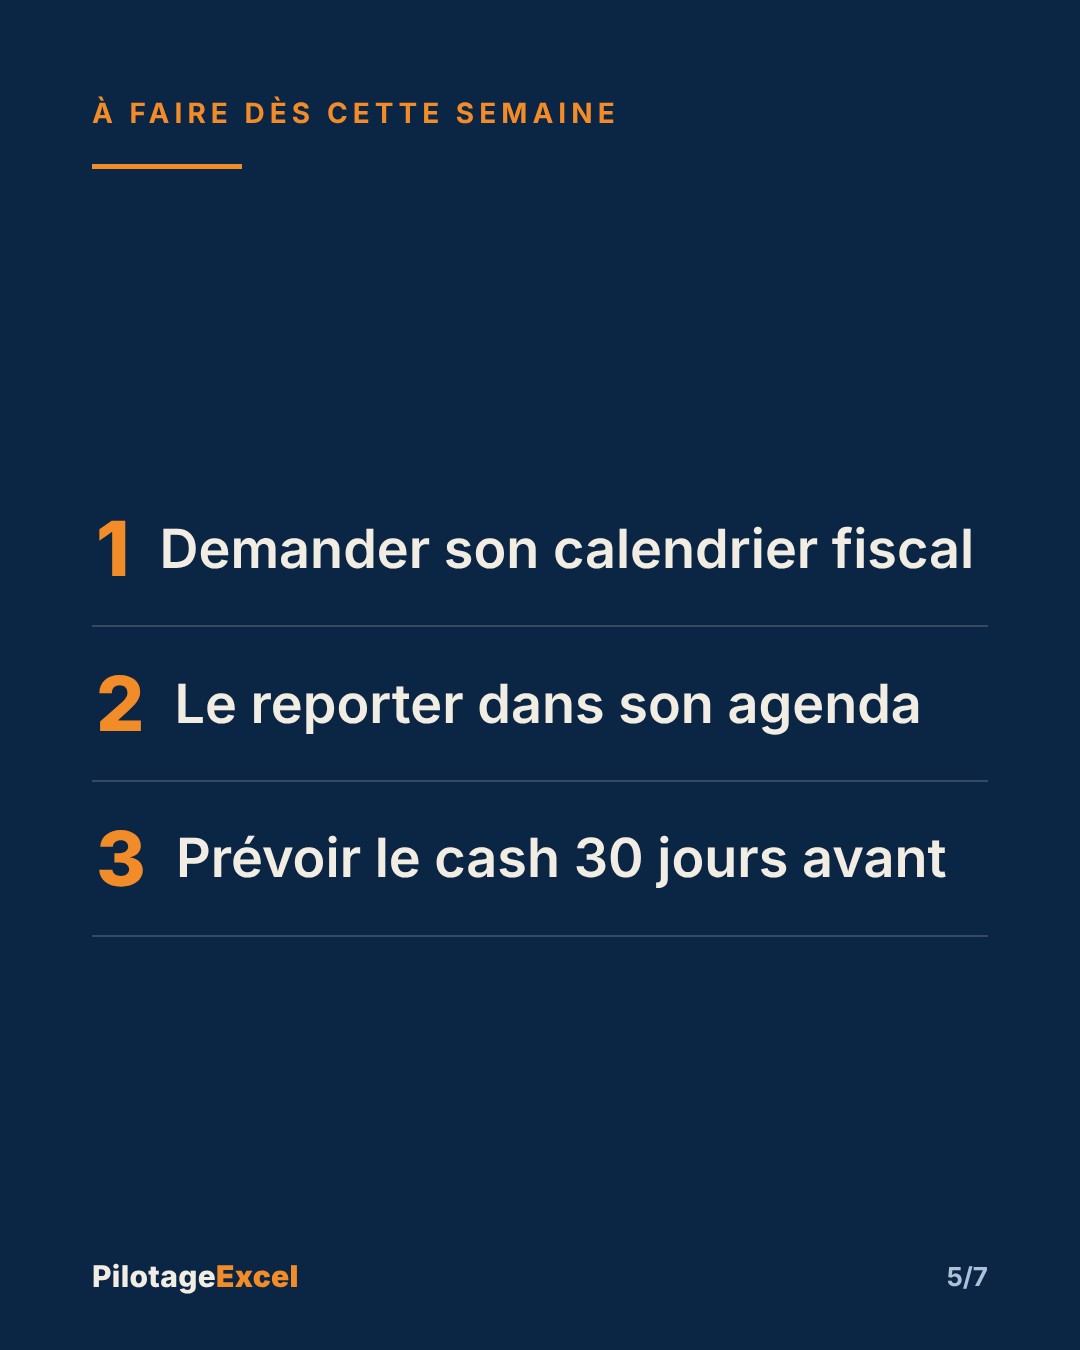 À FAIRE DÈS CETTE SEMAINE
1 Demander son calendrier fiscal
2 Le reporter dans son agenda
3 Prévoir le cash 30 jours avant
PilotageExcel
5/7